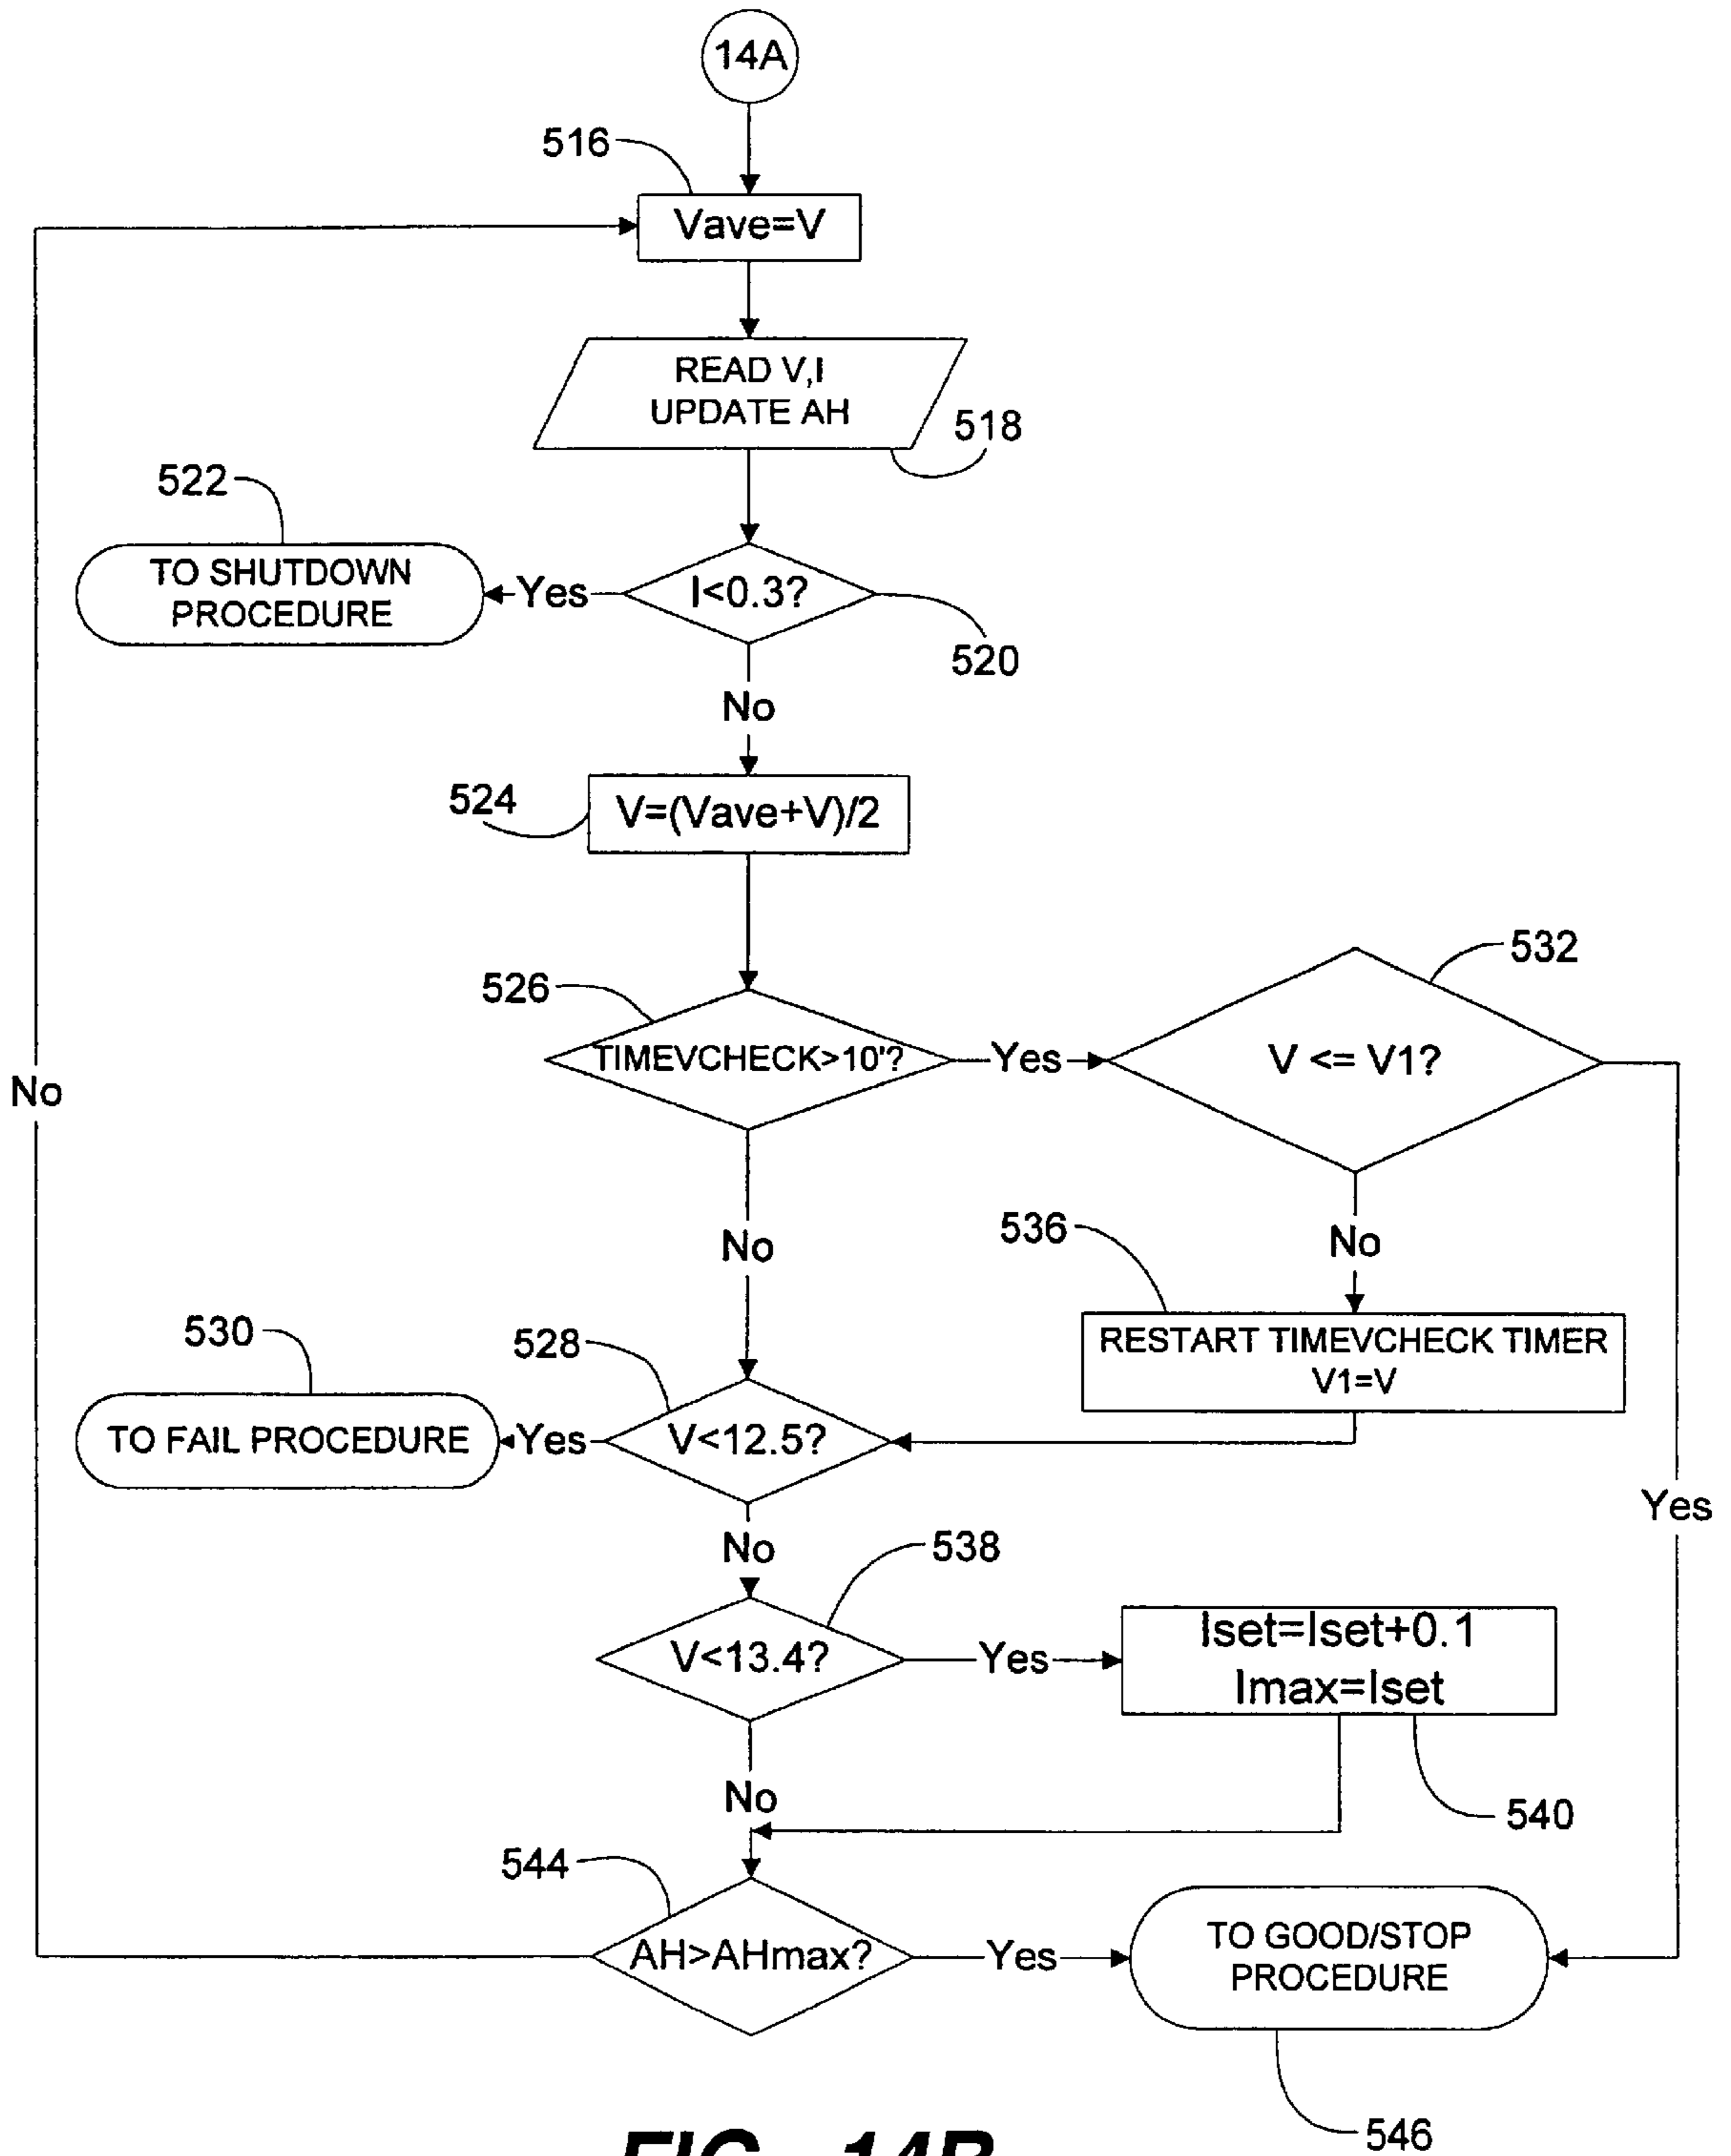 14A
516
Vave=V
READ V,I
UPDATE AH
518
522
TO SHUTDOWN
PROCEDURE
Yes
I<0.3?
520
No
524
V=(Vave+V)/2
526
TIMEVCHECK>10'?
Yes
532
V <= V1?
No
No
No
536
RESTART TIMEVCHECK TIMER
V1=V
530
TO FAIL PROCEDURE
Yes
528
V<12.5?
Yes
No
538
V<13.4?
Yes
Iset=Iset+0.1
Imax=Iset
540
No
544
AH>AHmax?
Yes
TO GOOD/STOP
PROCEDURE
546
FIG. 14B